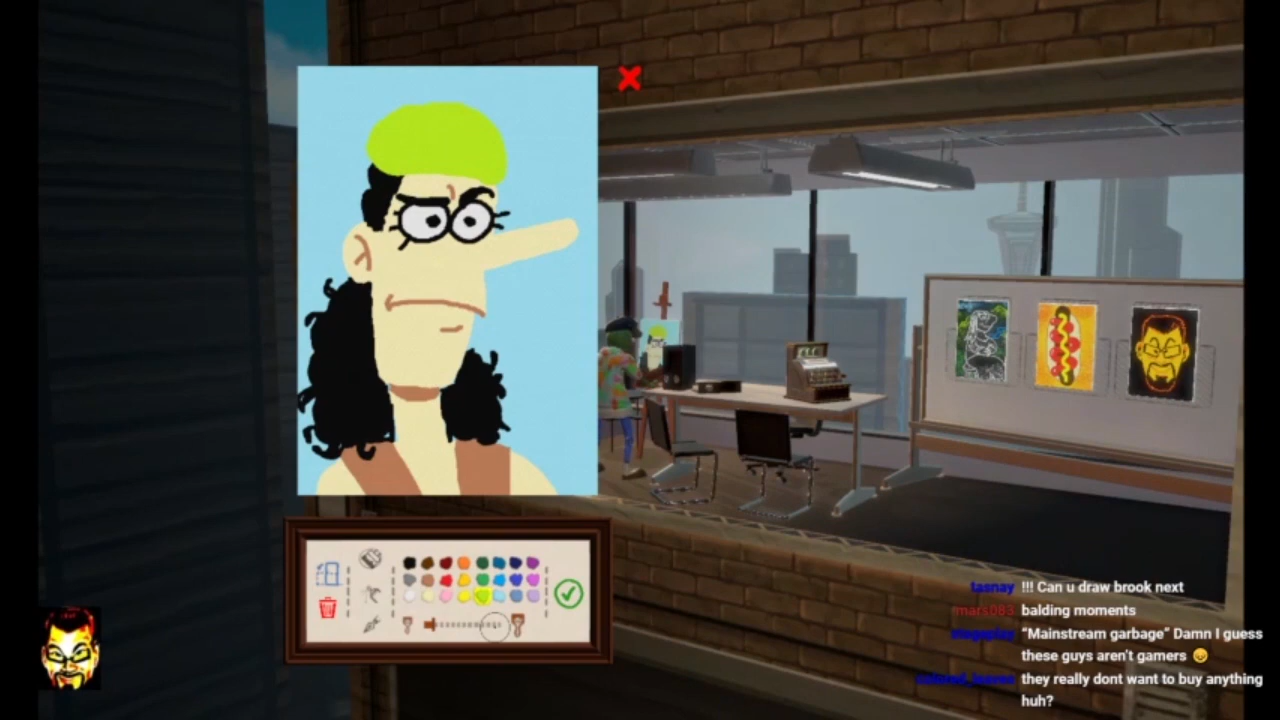 tasnay !!! Can u draw brook next
mars083 balding moments
“Mainstream garbage” Damn I guess
these guys aren't gamers
they really dont want to buy anything
huh?